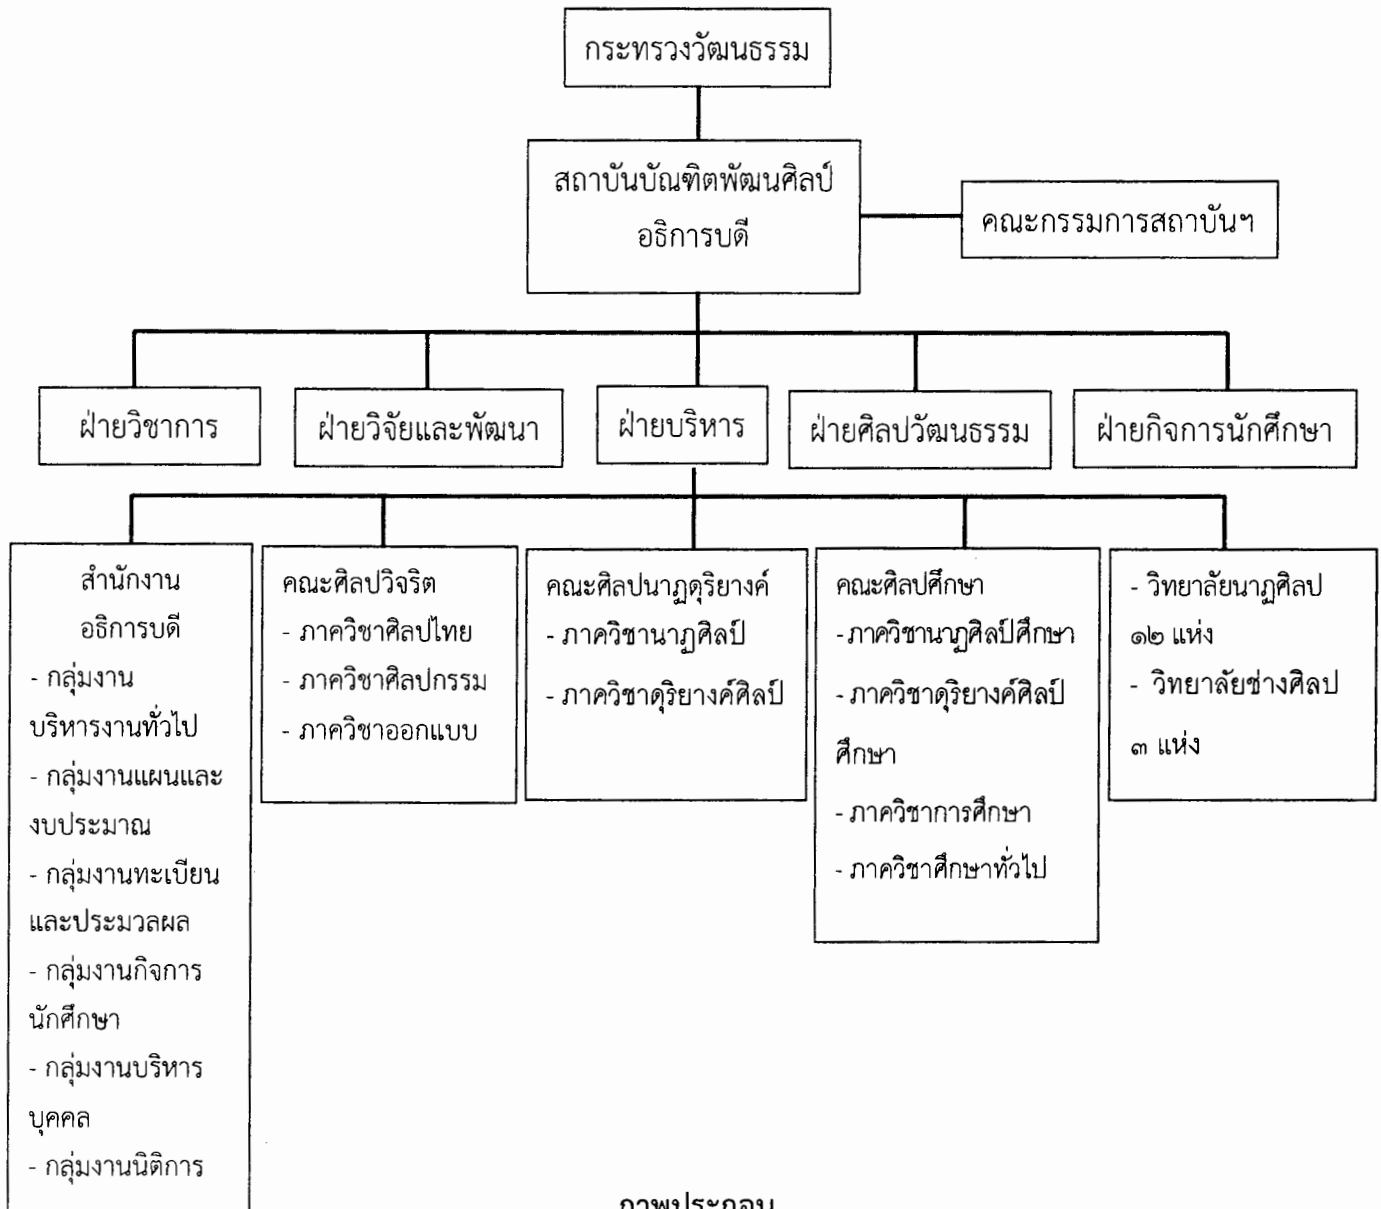 กระทรวงวัฒนธรรม
สถาบันบัณฑิตพัฒนศิลป์
อธิการบดี
คณะกรรมการสถาบันฯ
ฝ่ายวิชาการ
ฝ่ายวิจัยและพัฒนา
ฝ่ายบริหาร
ฝ่ายศิลปวัฒนธรรม
ฝ่ายกิจการนักศึกษา
สำนักงาน
อธิการบดี
- กลุ่มงาน
บริหารงานทั่วไป
- กลุ่มงานแผนและ
งบประมาณ
- กลุ่มงานทะเบียน
และประมวลผล
- กลุ่มงานกิจการ
นักศึกษา
- กลุ่มงานบริหาร
บุคคล
- กลุ่มงานนิติการ
คณะศิลปวิจริต
- ภาควิชาศิลปไทย
- ภาควิชาศิลปกรรม
- ภาควิชาออกแบบ
คณะศิลปนาฏดุริยางค์
- ภาควิชานาฏศิลป์
- ภาควิชาดุริยางค์ศิลป์
คณะศิลปศึกษา
-ภาควิชานาฏศิลป์ศึกษา
- ภาควิชาดุริยางค์ศิลป์
ศึกษา
- ภาควิชาการศึกษา
- ภาควิชาศึกษาทั่วไป
- วิทยาลัยนาฏศิลป
๑๒ แห่ง
- วิทยาลัยช่างศิลป
๓ แห่ง
ภาพประกอบ